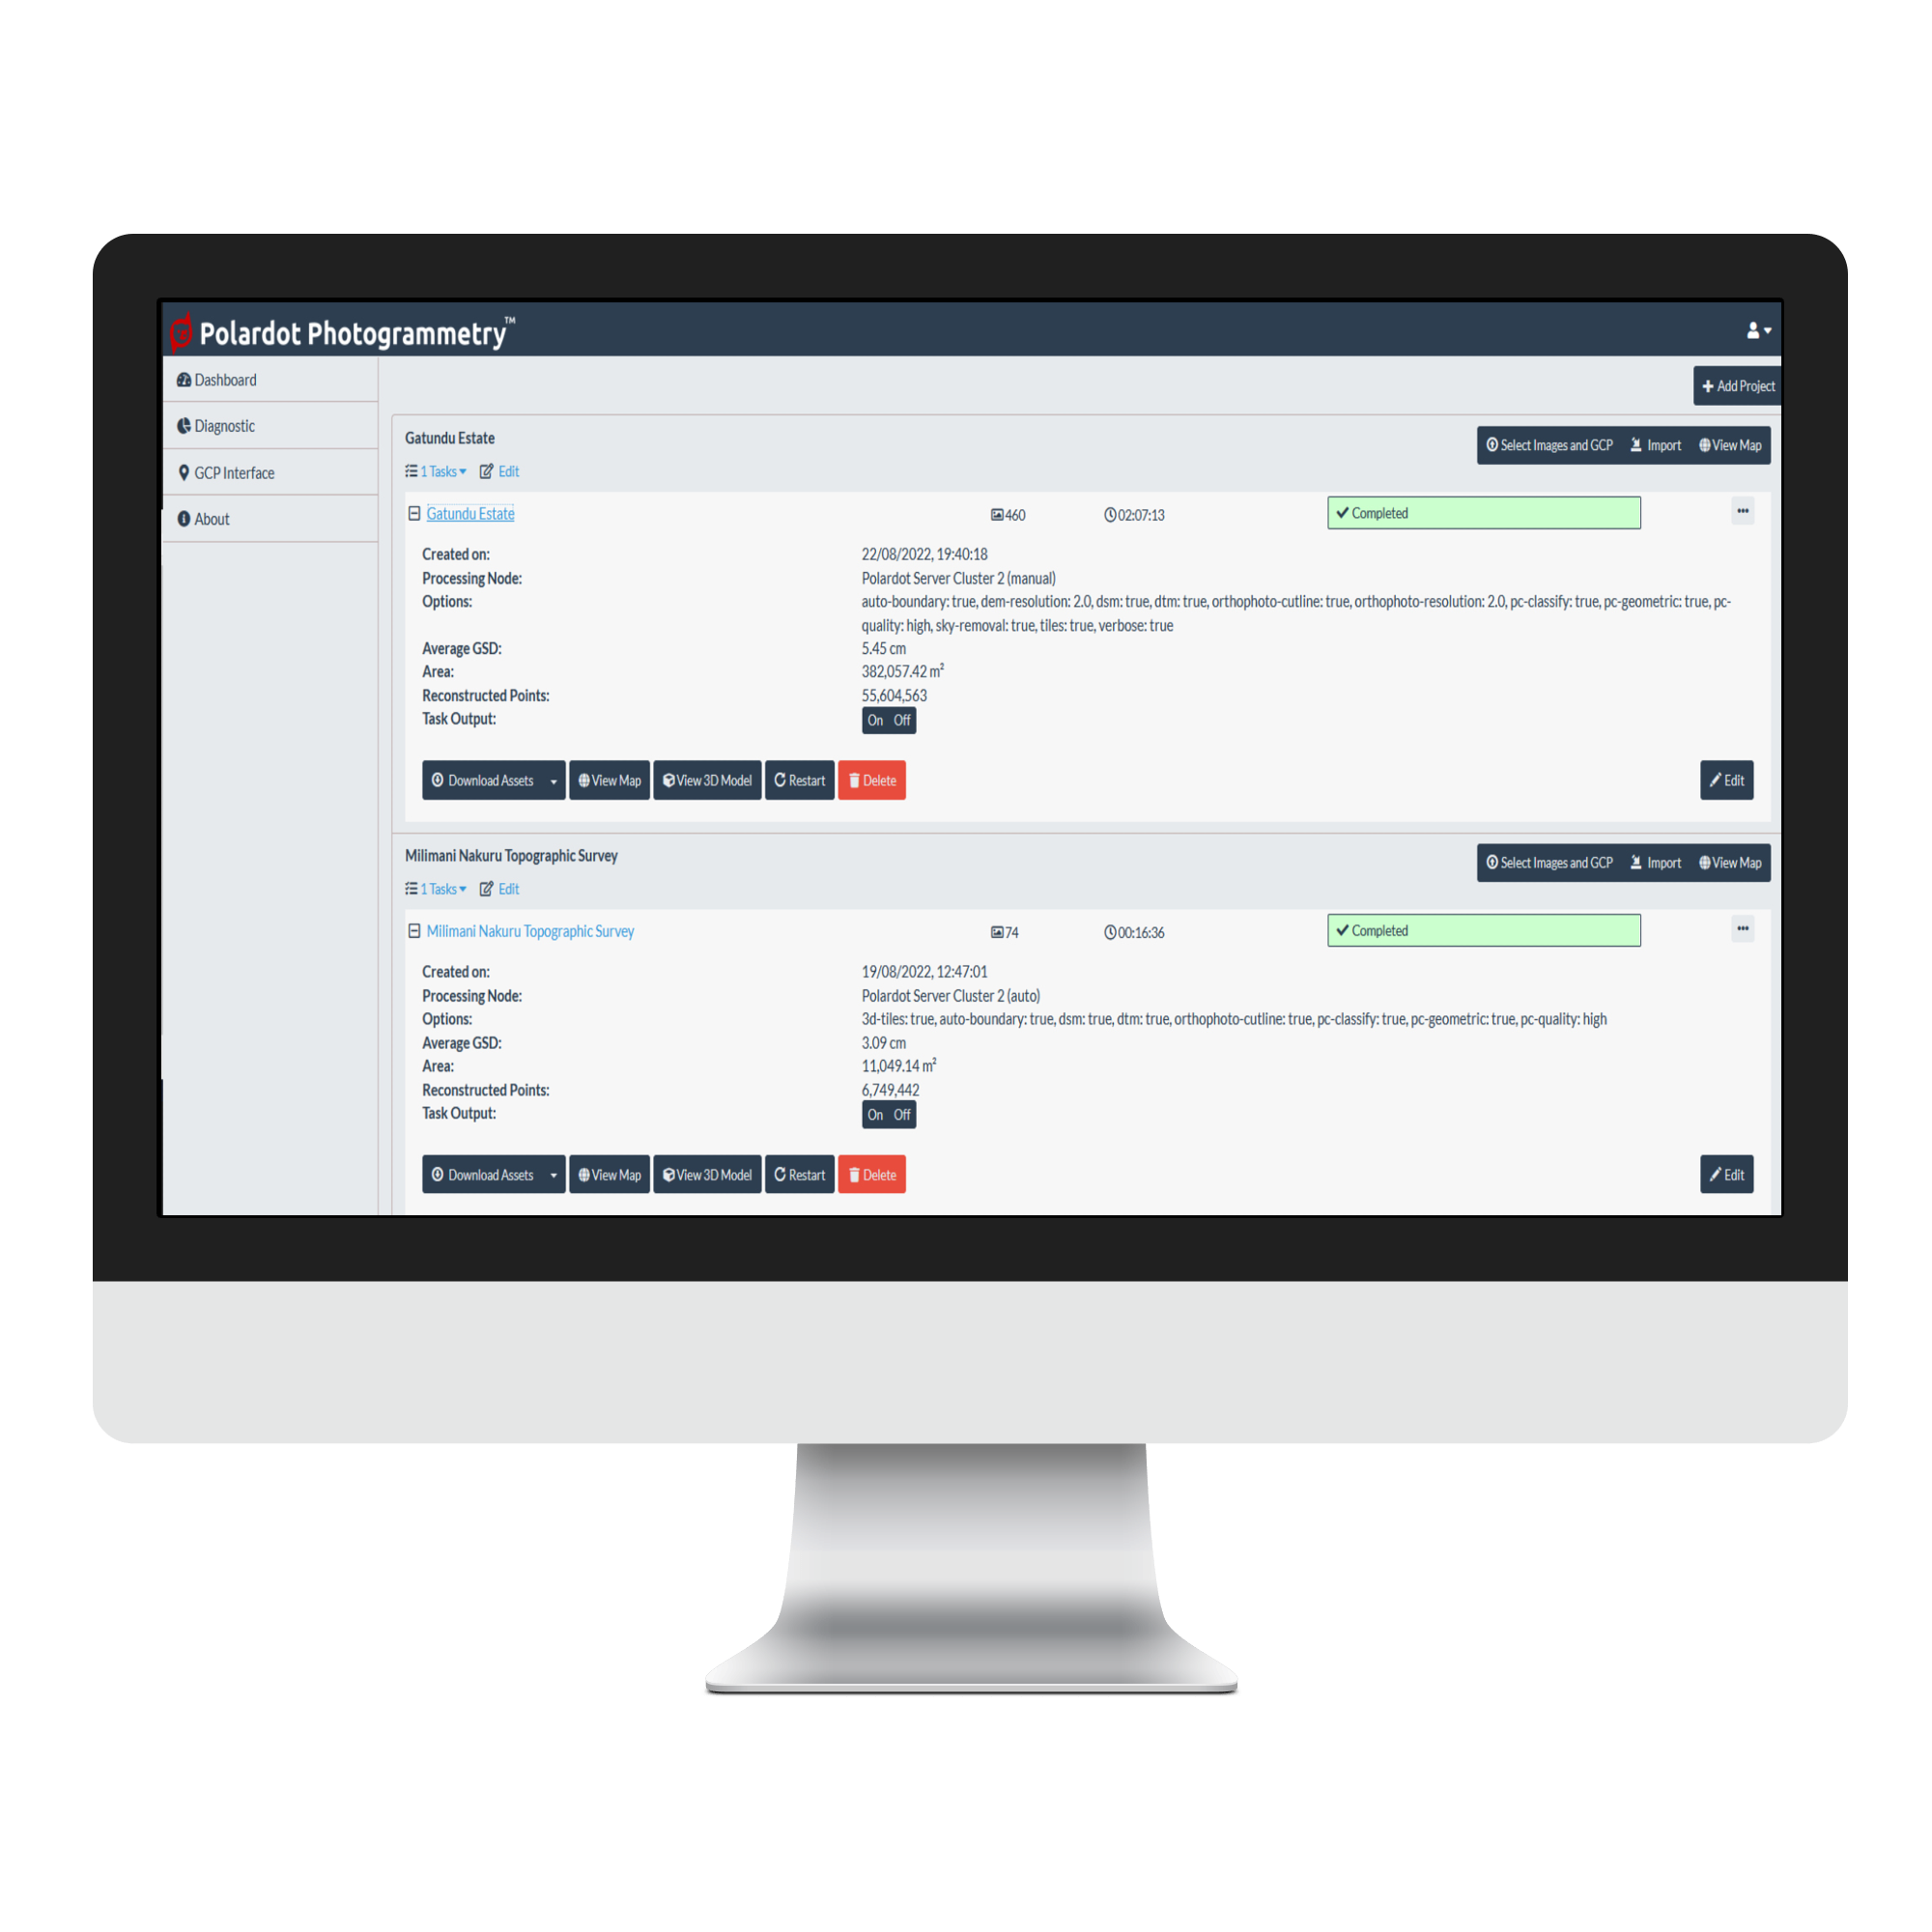 Polardot Photogrammetry™
Dashboard
Diagnostic
GCP Interface
About
+ Add Project
Gatundu Estate
Select Images and GCP Import View Map
1 Tasks Edit
Gatundu Estate 460 02:07:13 Completed
Created on: 22/08/2022, 19:40:18
Processing Node: Polardot Server Cluster 2 (manual)
Options: auto-boundary: true, dem-resolution: 2.0, dsm: true, dtm: true, orthophoto-cutline: true, orthophoto-resolution: 2.0, pc-classify: true, pc-geometric: true, pc-
quality: high, sky-removal: true, tiles: true, verbose: true
Average GSD: 5.45 cm
Area: 382,057.42 m²
Reconstructed Points: 55,604,563
Task Output: On Off
Download Assets View Map View 3D Model Restart Delete Edit
Milimani Nakuru Topographic Survey
Select Images and GCP Import View Map
1 Tasks Edit
Milimani Nakuru Topographic Survey 74 00:16:36 Completed
Created on: 19/08/2022, 12:47:01
Processing Node: Polardot Server Cluster 2 (auto)
Options: 3d-tiles: true, auto-boundary: true, dsm: true, dtm: true, orthophoto-cutline: true, pc-classify: true, pc-geometric: true, pc-quality: high
Average GSD: 3.09 cm
Area: 11,049.14 m²
Reconstructed Points: 6,749,442
Task Output: On Off
Download Assets View Map View 3D Model Restart Delete Edit